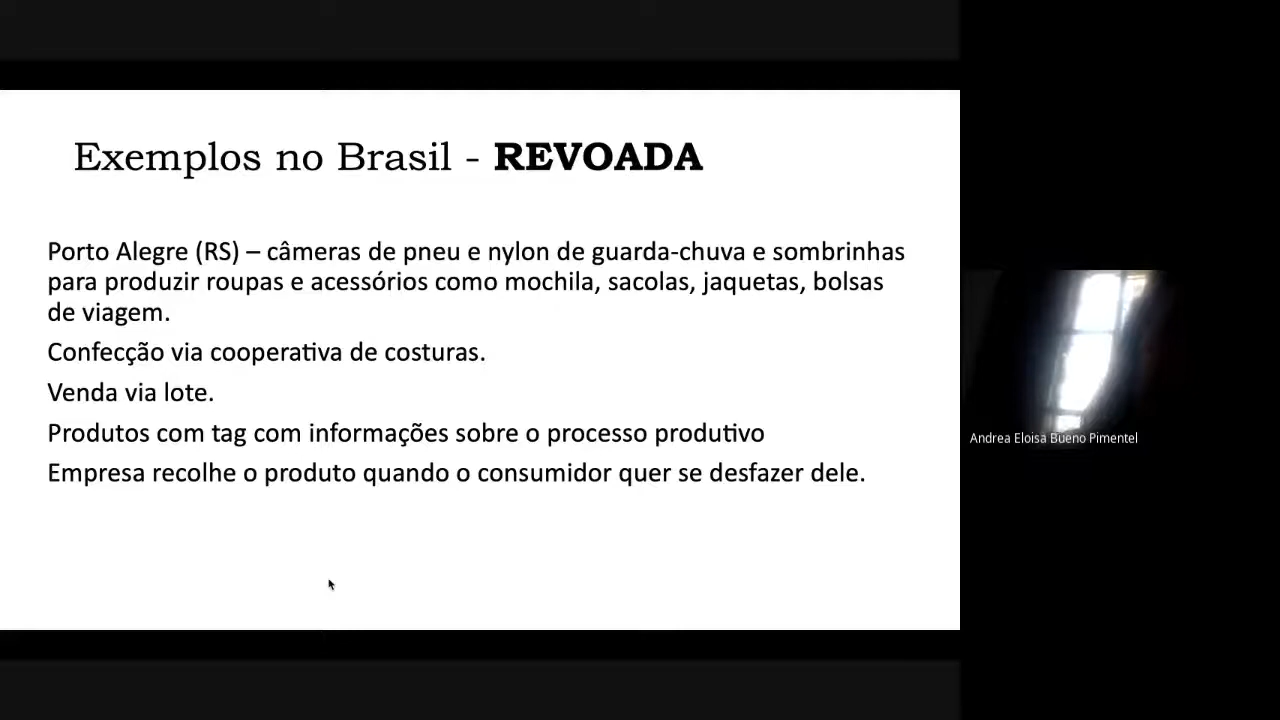 Exemplos no Brasil - REVOADA
Porto Alegre (RS) – câmeras de pneu e nylon de guarda-chuva e sombrinhas
para produzir roupas e acessórios como mochila, sacolas, jaquetas, bolsas
de viagem.
Confecção via cooperativa de costuras.
Venda via lote.
Produtos com tag com informações sobre o processo produtivo
Empresa recolhe o produto quando o consumidor quer se desfazer dele.
Andrea Eloisa Bueno Pimentel